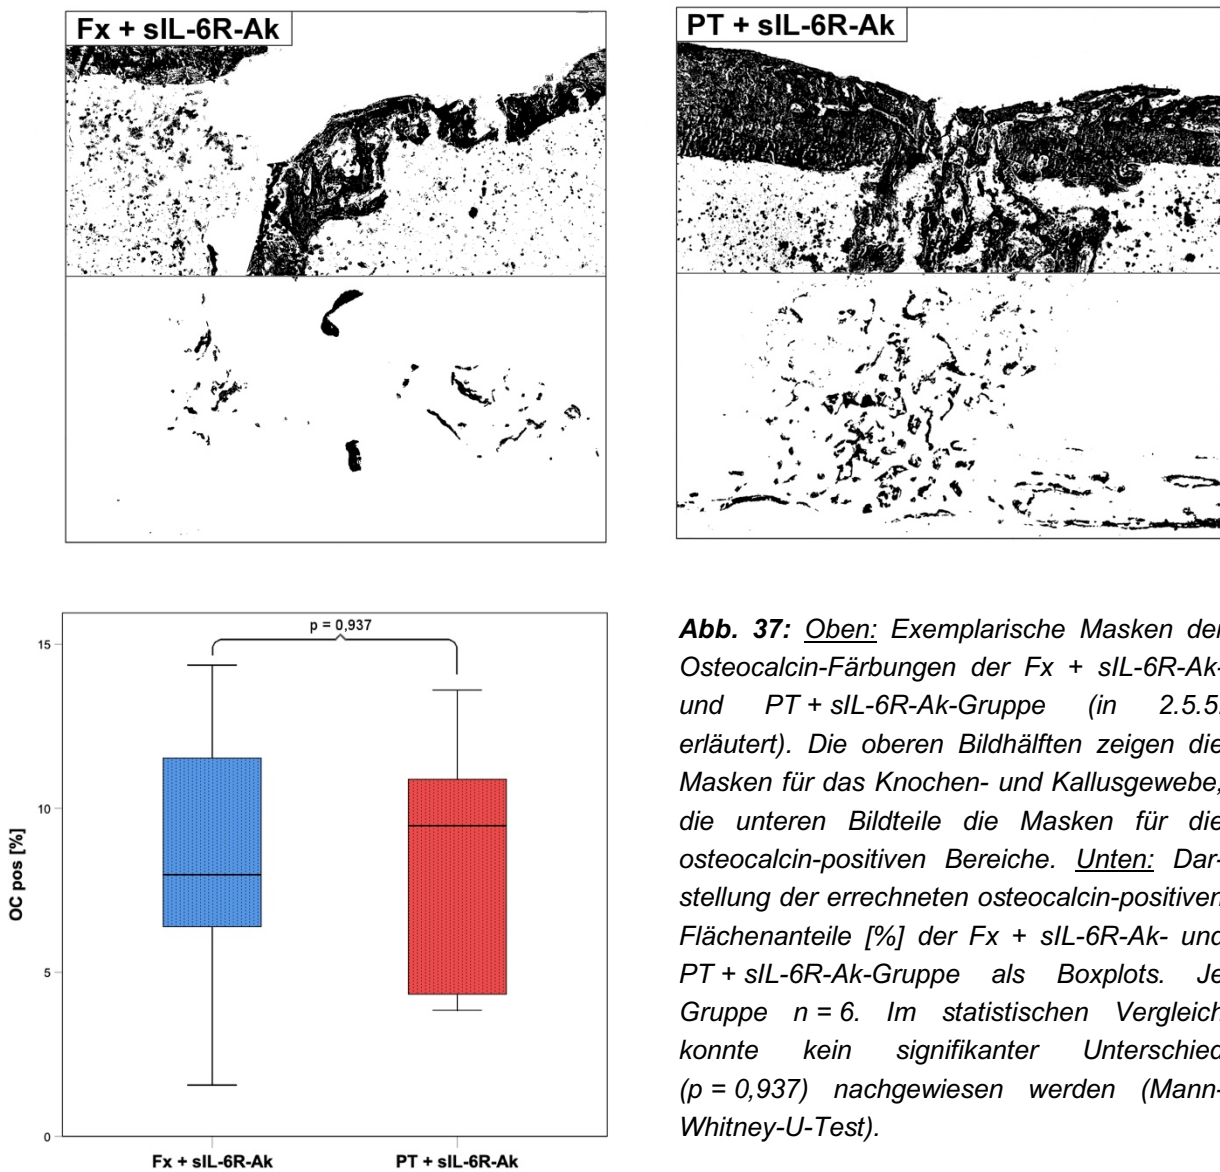 Fx + sIL-6R-Ak
PT + sIL-6R-Ak
p = 0,937
15
10
5
0
OC pos [%]
Fx + sIL-6R-Ak
PT + sIL-6R-Ak
Abb. 37: Oben: Exemplarische Masken der
Osteocalcin-Färbungen der Fx + sIL-6R-Ak-
und PT + sIL-6R-Ak-Gruppe (in 2.5.5.
erläutert). Die oberen Bildhälften zeigen die
Masken für das Knochen- und Kallusgewebe,
die unteren Bildteile die Masken für die
osteocalcin-positiven Bereiche. Unten: Dar-
stellung der errechneten osteocalcin-positiven
Flächenanteile [%] der Fx + sIL-6R-Ak- und
PT + sIL-6R-Ak-Gruppe als Boxplots. Je
Gruppe n = 6. Im statistischen Vergleich
konnte kein signifikanter Unterschied
(p = 0,937) nachgewiesen werden (Mann-
Whitney-U-Test).